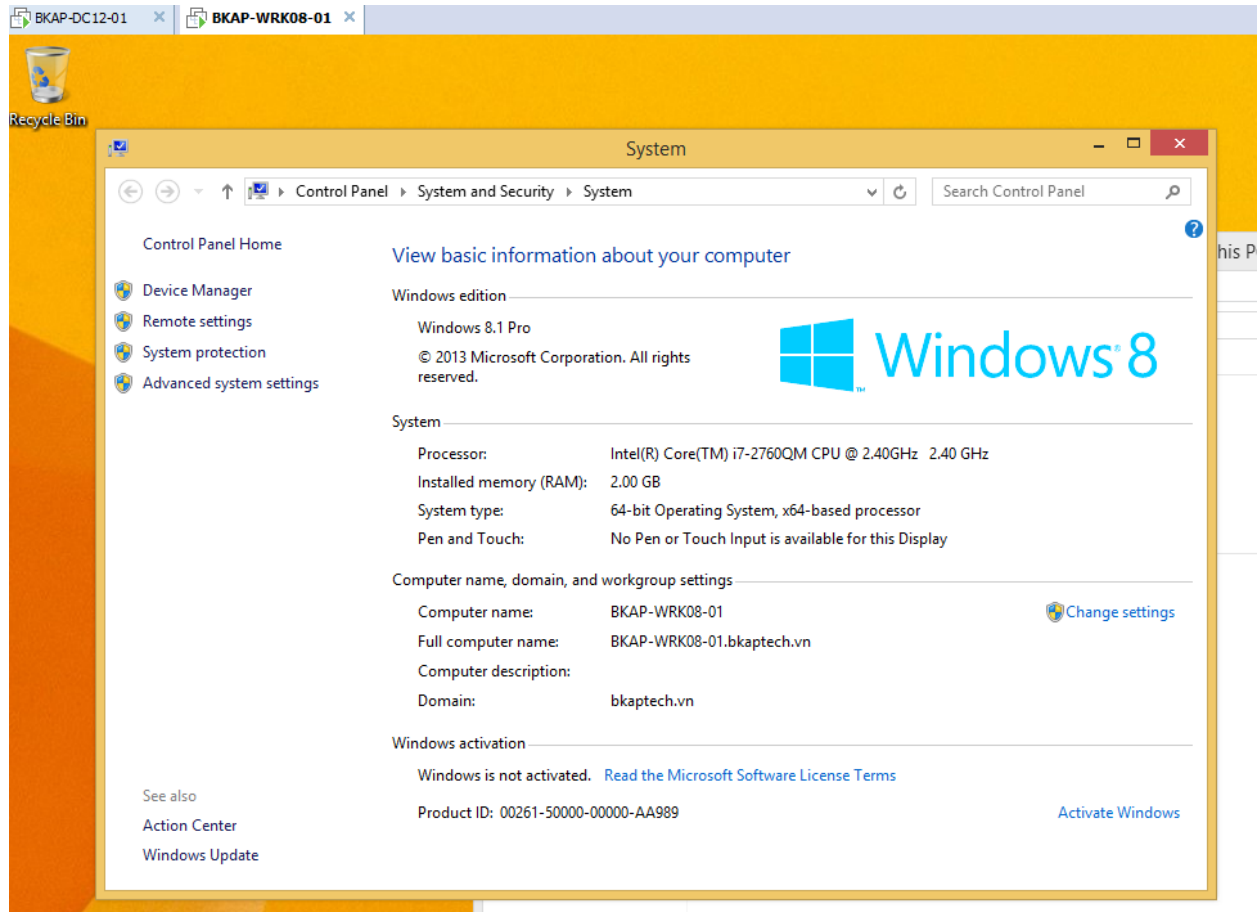 BKAP-DC12-01 BKAP-WRK08-01
Recycle Bin
System
Control Panel System and Security System Search Control Panel
his P
Control Panel Home
Device Manager
Remote settings
System protection
Advanced system settings
View basic information about your computer
Windows edition
Windows 8.1 Pro
© 2013 Microsoft Corporation. All rights
reserved.
Windows® 8
TM
System
Processor: Intel(R) Core(TM) i7-2760QM CPU @ 2.40GHz 2.40 GHz
Installed memory (RAM): 2.00 GB
System type: 64-bit Operating System, x64-based processor
Pen and Touch: No Pen or Touch Input is available for this Display
Computer name, domain, and workgroup settings
Computer name: BKAP-WRK08-01 Change settings
Full computer name: BKAP-WRK08-01.bkaptech.vn
Computer description:
Domain: bkaptech.vn
Windows activation
Windows is not activated. Read the Microsoft Software License Terms
Product ID: 00261-50000-00000-AA989 Activate Windows
See also
Action Center
Windows Update